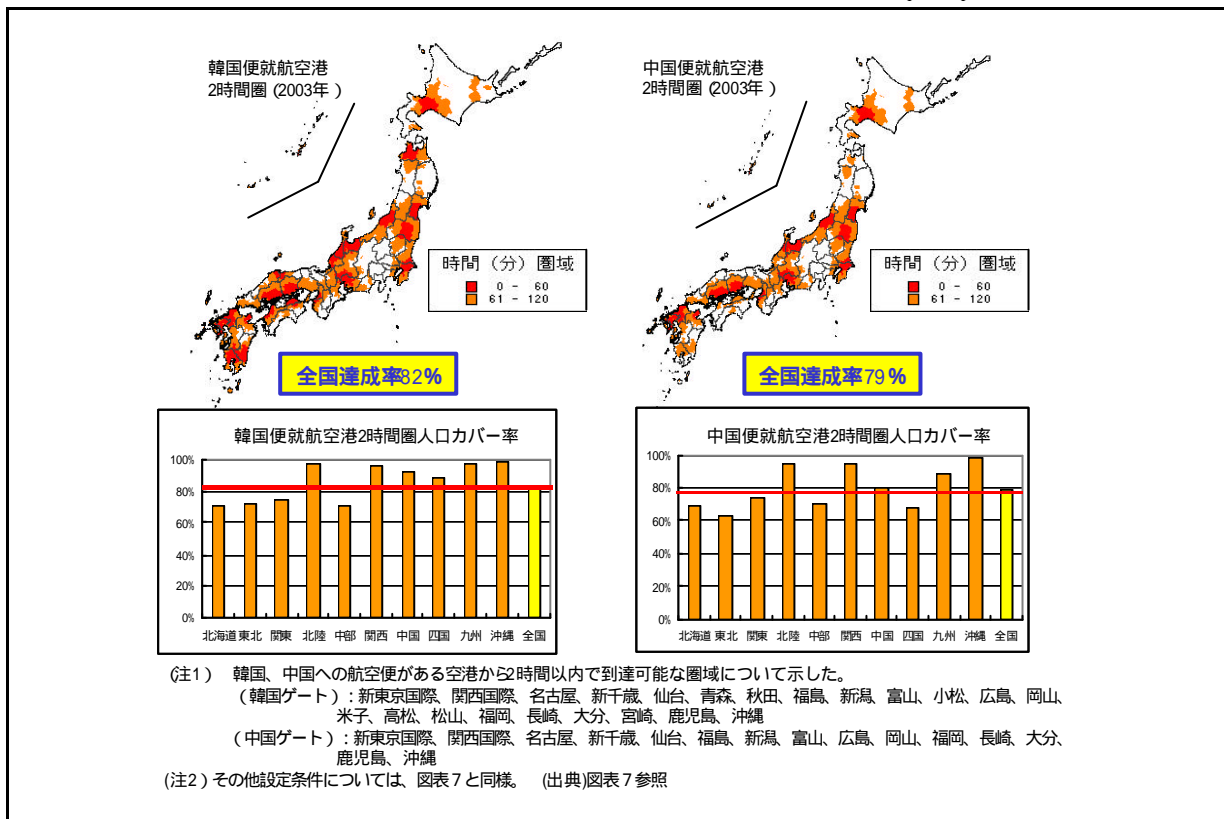 韓国便就航空港
2時間圏 (2003年 )
時間（分）圏域
0 - 60
61 - 120
全国達成率82%
中国便就航空港
2時間圏 (2003年 )
時間（分）圏域
0 - 60
61 - 120
全国達成率79%
韓国便就航空港2時間圏人口カバー率
100%
80%
60%
40%
20%
0%
北海道 東北 関東 北陸 中部 関西 中国 四国 九州 沖縄 全国
中国便就航空港2時間圏人口カバー率
100%
80%
60%
40%
20%
0%
北海道 東北 関東 北陸 中部 関西 中国 四国 九州 沖縄 全国
(注1） 韓国、中国への航空便がある空港から2時間以内で到達可能な圏域について示した。
（韓国ゲート）：新東京国際、関西国際、名古屋、新千歳、仙台、青森、秋田、福島、新潟、富山、小松、広島、岡山、
米子、高松、松山、福岡、長崎、大分、宮崎、鹿児島、沖縄
（中国ゲート）：新東京国際、関西国際、名古屋、新千歳、仙台、福島、新潟、富山、広島、岡山、福岡、長崎、大分、
鹿児島、沖縄
(注2）その他設定条件については、図表７と同様。 (出典)図表７参照